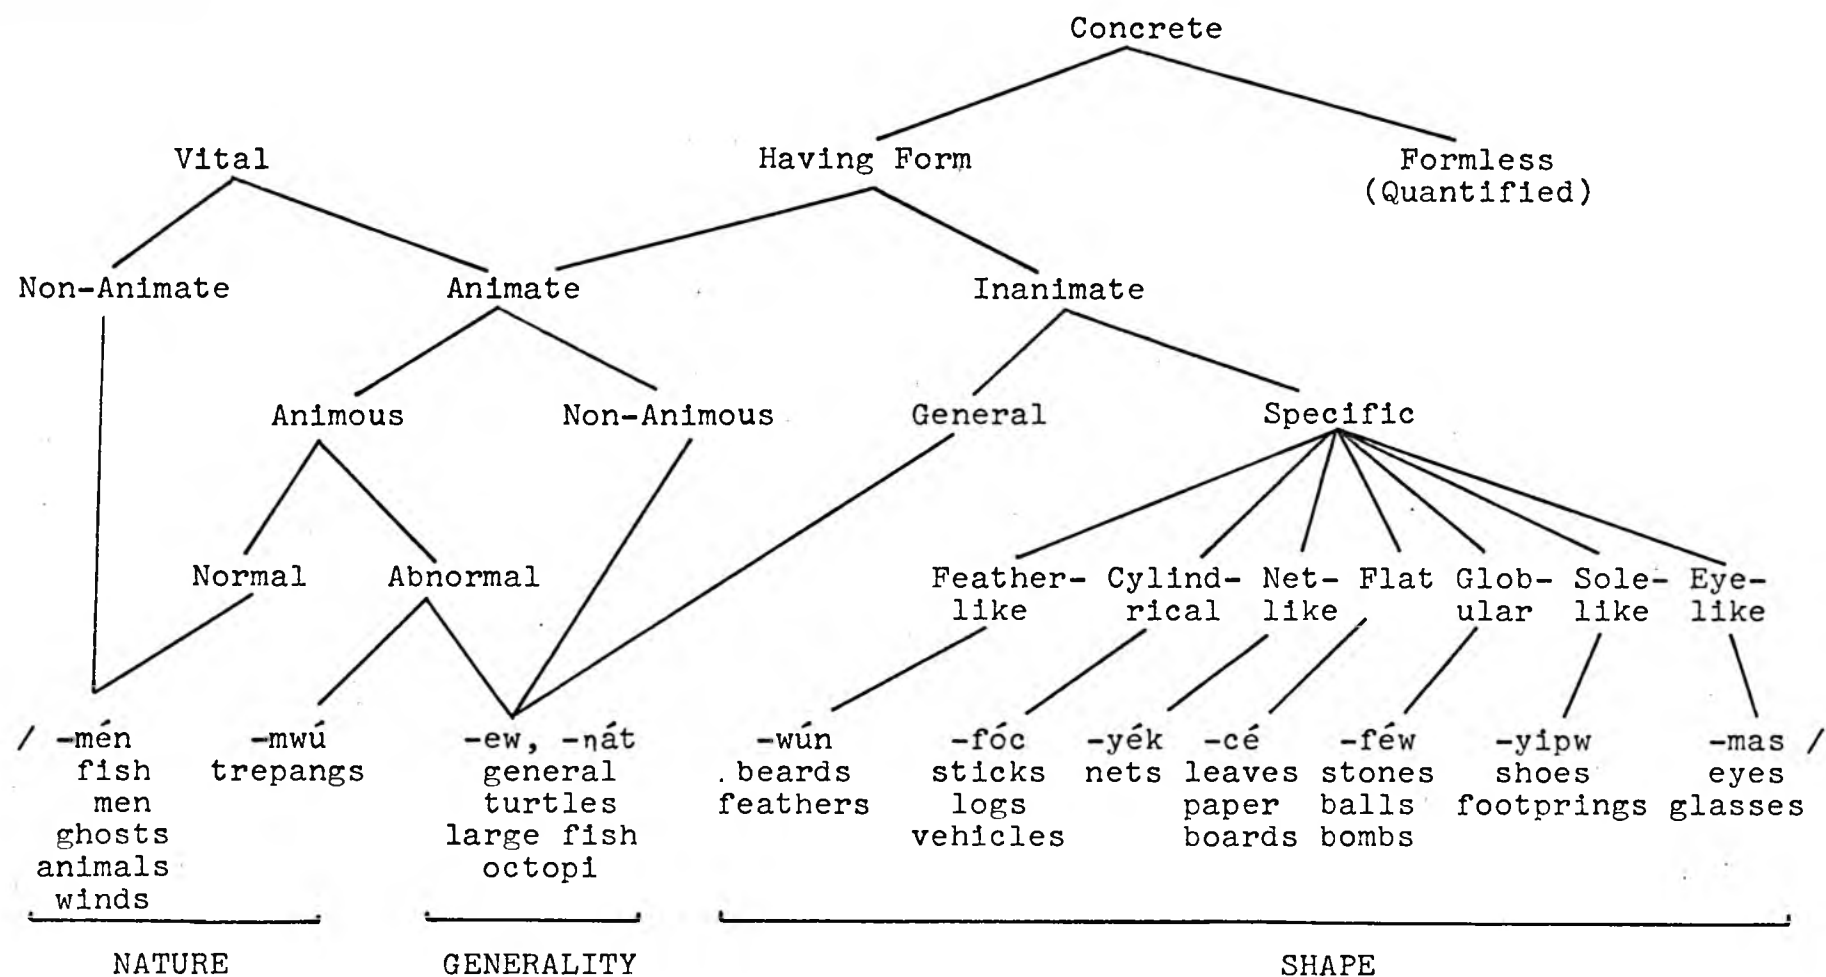 Concrete
Vital Having Form Formless
(Quantified)
Non-Animate Animate Inanimate
Animous Non-Animous General Specific
Normal Abnormal Feather- Cylind- Net- Flat Glob- Sole- Eye-
like rical like ular like like
/ -mén -mwú -ew, -ŋát -wún -fóc -yék -cé -féw -yipw -mas /
fish trepangs general beards sticks nets leaves stones shoes eyes
men turtles feathers logs paper balls footprings glasses
ghosts large fish vehicles boards bombs
animals octopi
winds
NATURE GENERALITY SHAPE